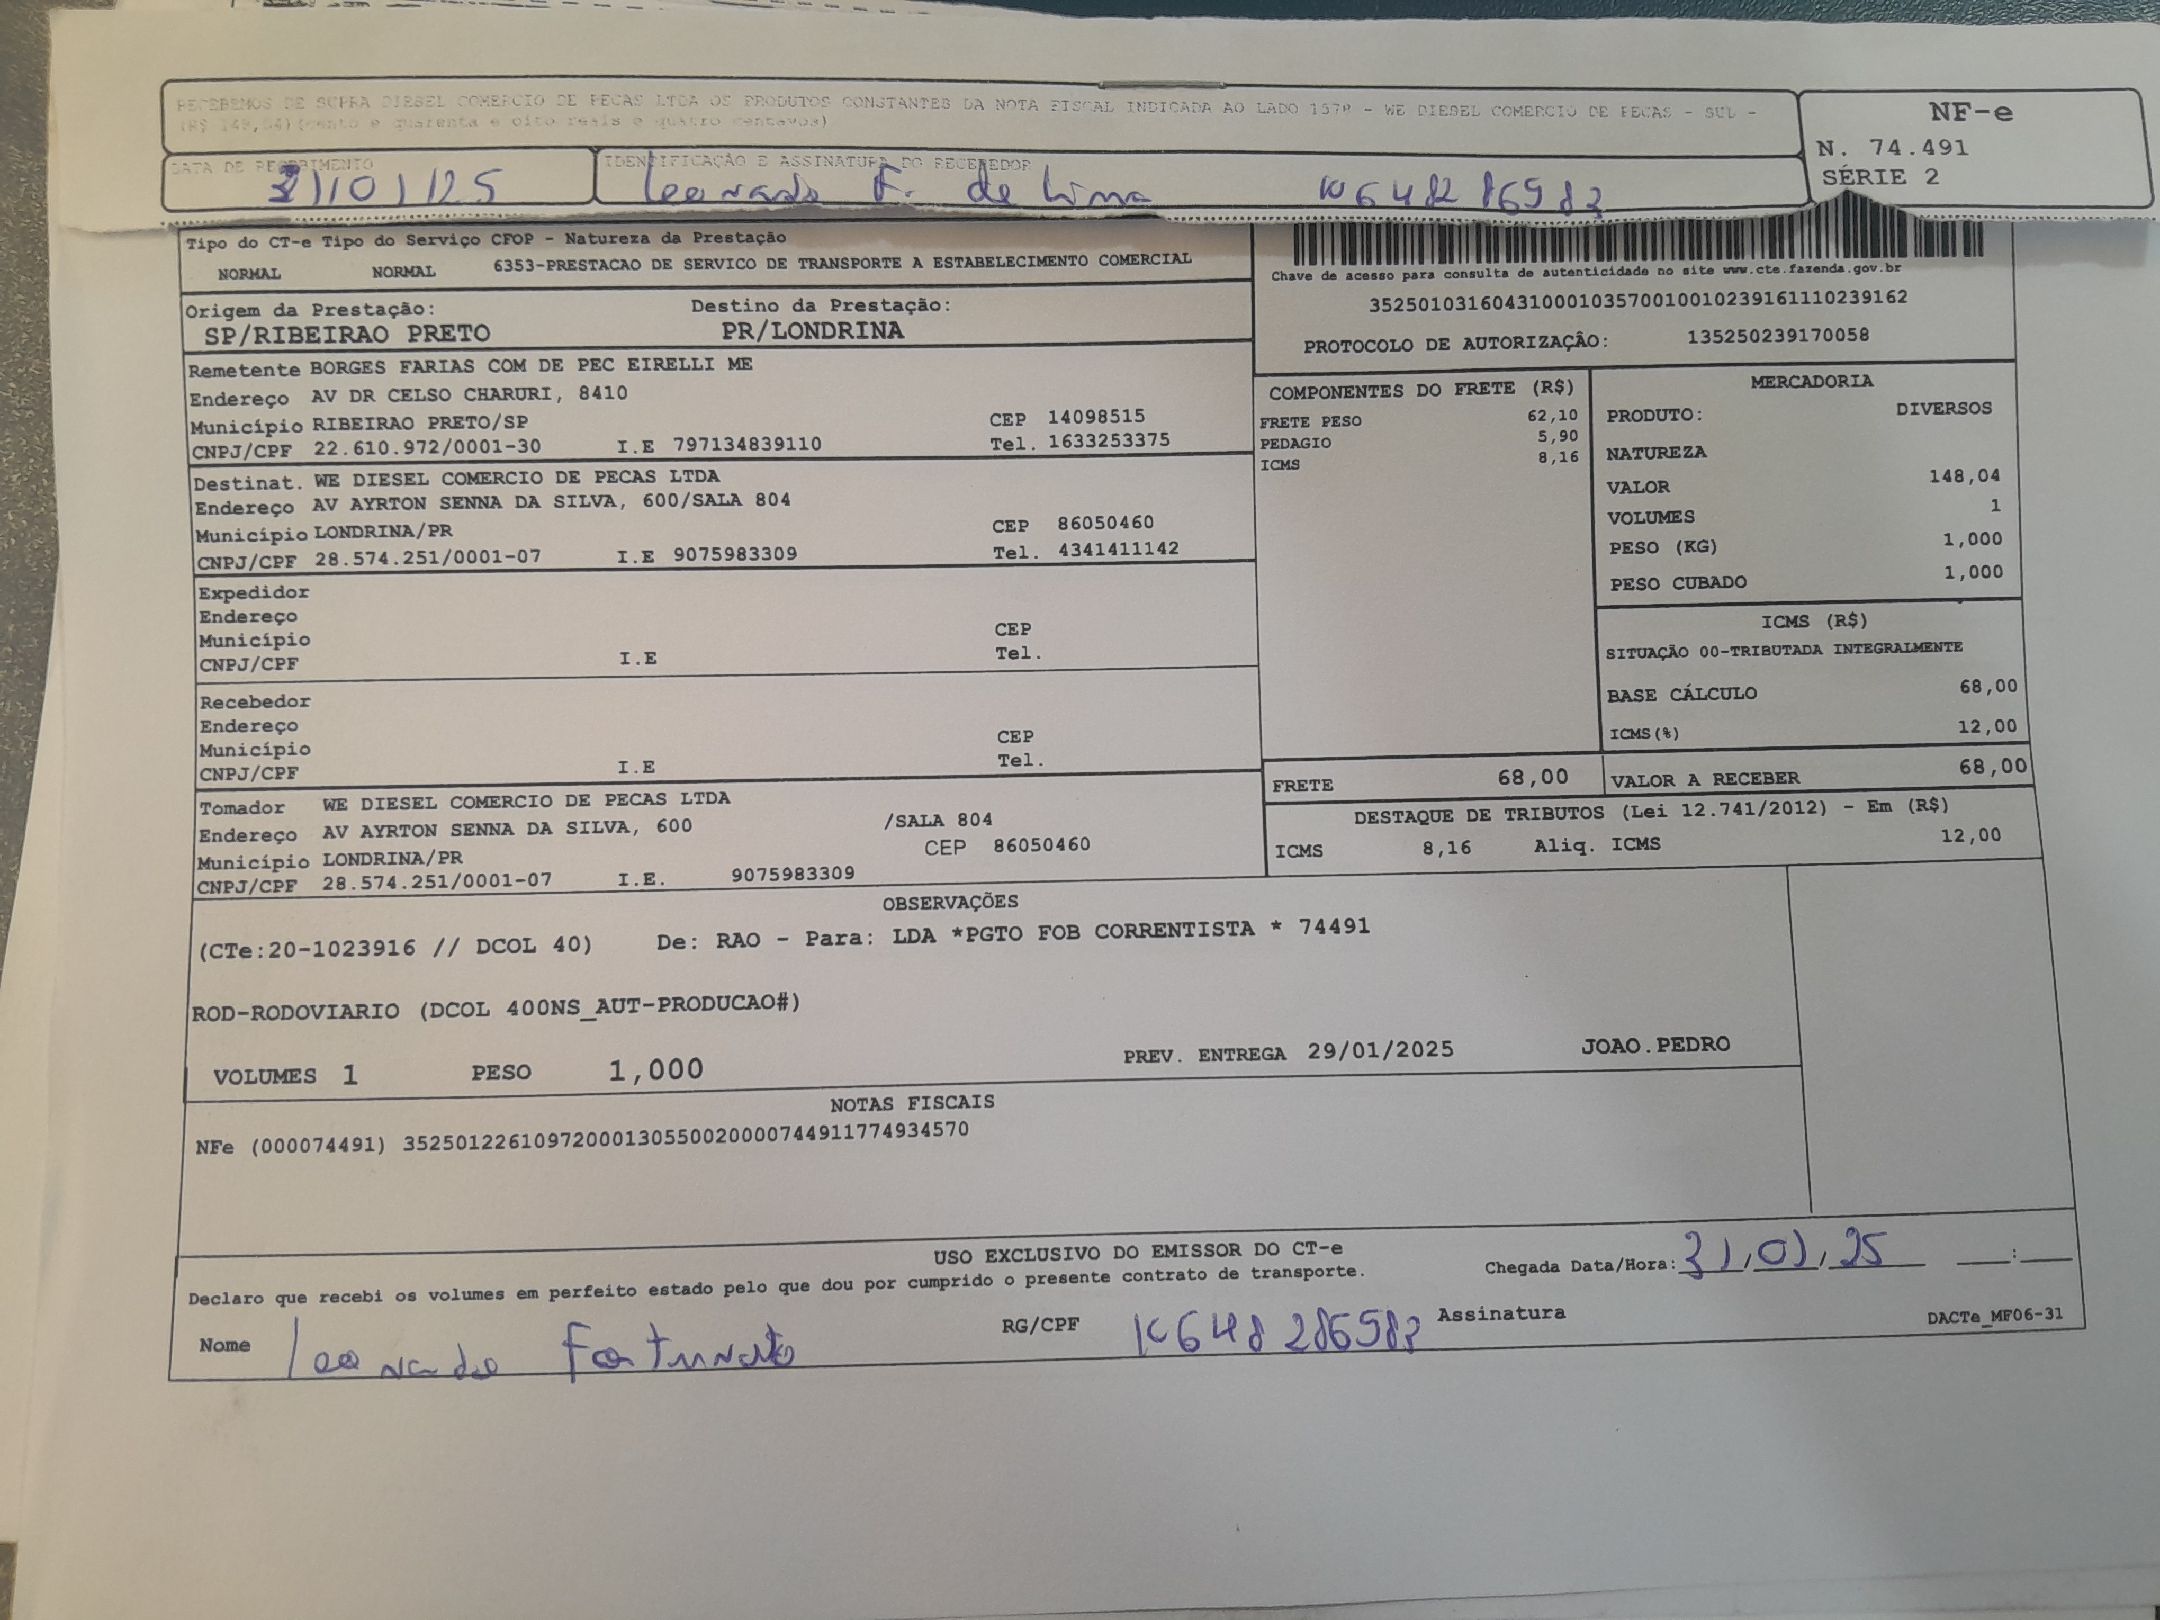 RECEBEMOS DE SUPRA DIESEL COMERCIO DE PECAS LTDA OS PRODUTOS CONSTANTES DA NOTA FISCAL INDICADA AO LADO 1578 - WE DIESEL COMERCIO DE PECAS - SUL -
(R$ 148,04)(cento e quarenta e oito reais e quatro centavos)
NF-e
N. 74.491
SÉRIE 2
DATA DE RECEBIMENTO
IDENTIFICAÇÃO E ASSINATURA DO RECEBEDOR
31/01/25
Leonardo F. de Lima
Tipo do CT-e Tipo do Serviço CFOP - Natureza da Prestação
NORMAL NORMAL 6353-PRESTACAO DE SERVICO DE TRANSPORTE A ESTABELECIMENTO COMERCIAL
Chave de acesso para consulta de autenticidade no site www.cte.fazenda.gov.br
35250103160431000103570010010239161110239162
PROTOCOLO DE AUTORIZAÇÃO: 135250239170058
Origem da Prestação: Destino da Prestação:
SP/RIBEIRAO PRETO PR/LONDRINA
Remetente BORGES FARIAS COM DE PEC EIRELLI ME
Endereço AV DR CELSO CHARURI, 8410
Município RIBEIRAO PRETO/SP CEP 14098515
CNPJ/CPF 22.610.972/0001-30 I.E 797134839110 Tel. 1633253375
Destinat. WE DIESEL COMERCIO DE PECAS LTDA
Endereço AV AYRTON SENNA DA SILVA, 600/SALA 804
Município LONDRINA/PR CEP 86050460
CNPJ/CPF 28.574.251/0001-07 I.E 9075983309 Tel. 4341411142
Expedidor
Endereço
Município CEP
CNPJ/CPF I.E Tel.
Recebedor
Endereço
Município CEP
CNPJ/CPF I.E Tel.
Tomador WE DIESEL COMERCIO DE PECAS LTDA
Endereço AV AYRTON SENNA DA SILVA, 600 /SALA 804
Município LONDRINA/PR CEP 86050460
CNPJ/CPF 28.574.251/0001-07 I.E. 9075983309
COMPONENTES DO FRETE (R$)
FRETE PESO 62,10
PEDAGIO 5,90
ICMS 8,16
MERCADORIA
PRODUTO: DIVERSOS
NATUREZA
VALOR 148,04
VOLUMES 1
PESO (KG) 1,000
PESO CUBADO 1,000
ICMS (R$)
SITUAÇÃO 00-TRIBUTADA INTEGRALMENTE
BASE CÁLCULO 68,00
ICMS(%) 12,00
FRETE 68,00 VALOR A RECEBER 68,00
DESTAQUE DE TRIBUTOS (Lei 12.741/2012) - Em (R$)
ICMS 8,16 Aliq. ICMS 12,00
OBSERVAÇÕES
(CTe:20-1023916 // DCOL 40) De: RAO - Para: LDA *PGTO FOB CORRENTISTA * 74491
ROD-RODOVIARIO (DCOL 400NS_AUT-PRODUCAO#)
VOLUMES 1 PESO 1,000 PREV. ENTREGA 29/01/2025 JOAO.PEDRO
NOTAS FISCAIS
NFe (000074491) 35250122610972000130550020000744911774934570
USO EXCLUSIVO DO EMISSOR DO CT-e
Declaro que recebi os volumes em perfeito estado pelo que dou por cumprido o presente contrato de transporte. Chegada Data/Hora: 31/01/25 __:__
Nome Leonardo Fortunato RG/CPF Assinatura
DACTe_MF06-31